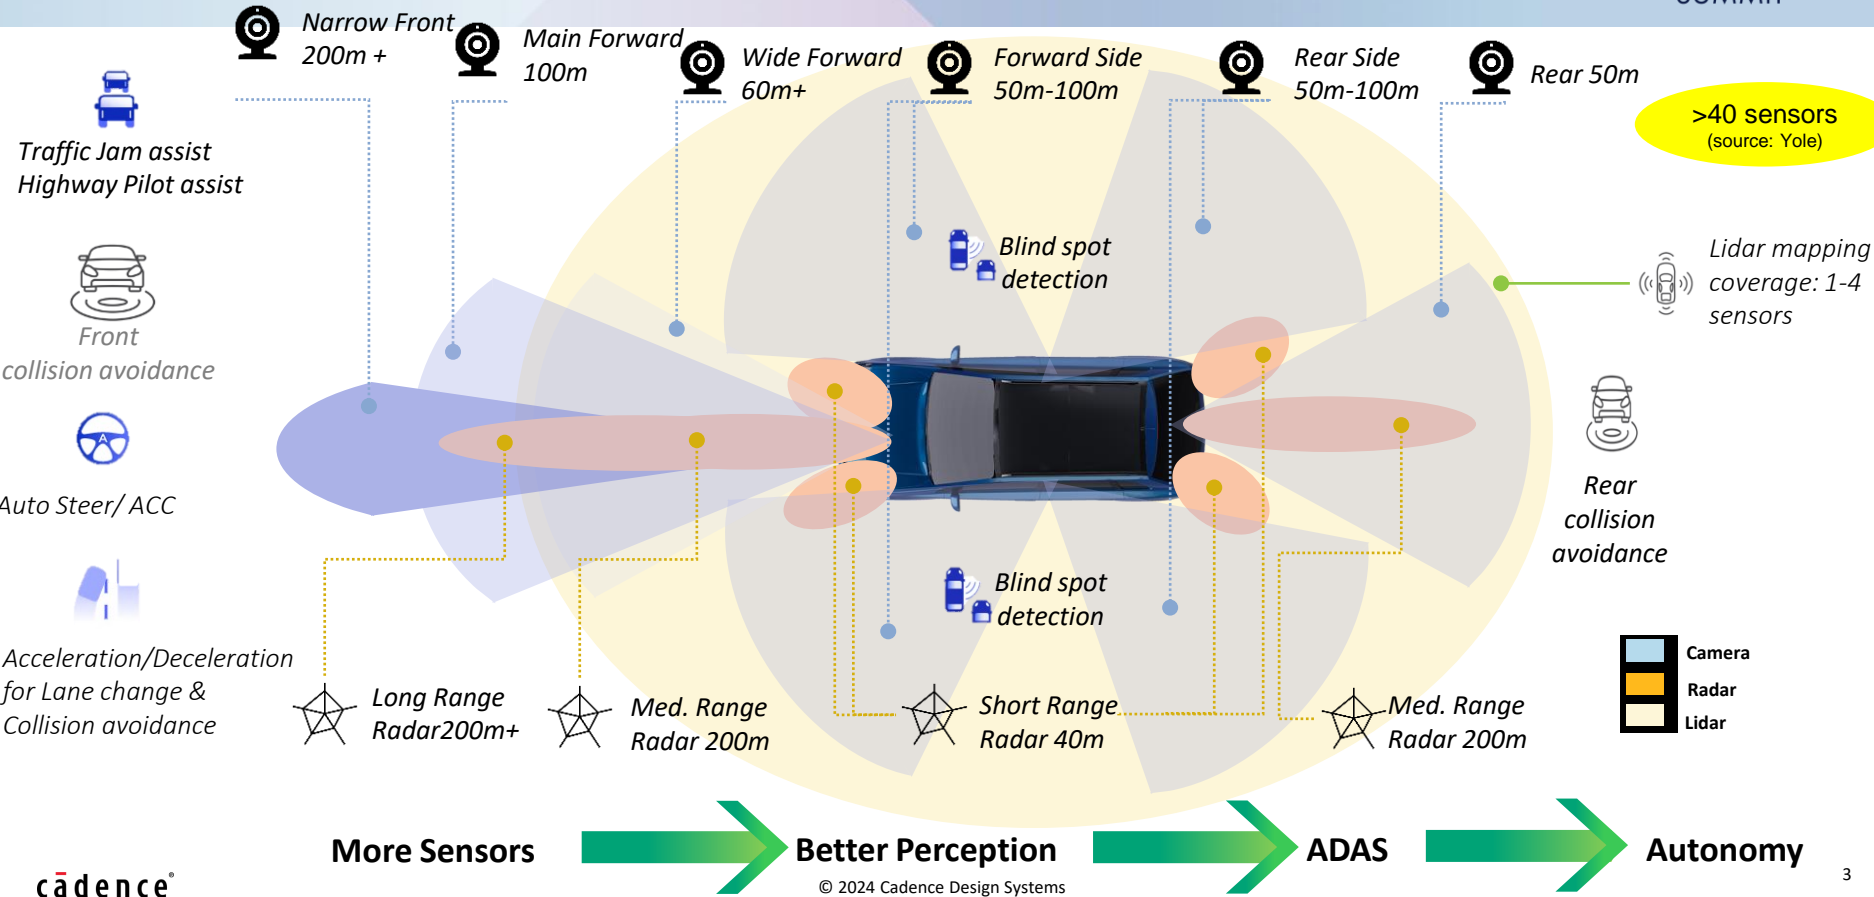 SUMMIT
Narrow Front
200m +
Main Forward
100m
Wide Forward
60m+
Forward Side
50m-100m
Rear Side
50m-100m
Rear 50m
>40 sensors
(source: Yole)
Traffic Jam assist
Highway Pilot assist
Blind spot
detection
Lidar mapping
coverage: 1-4
sensors
Front
collision avoidance
A
Auto Steer/ ACC
Rear
collision
avoidance
Blind spot
detection
Acceleration/Deceleration
for Lane change &
Collision avoidance
Long Range
Radar200m+
Med. Range
Radar 200m
Short Range
Radar 40m
Med. Range
Radar 200m
Camera
Radar
Lidar
More Sensors
Better Perception
ADAS
Autonomy
cādence®
© 2024 Cadence Design Systems
3